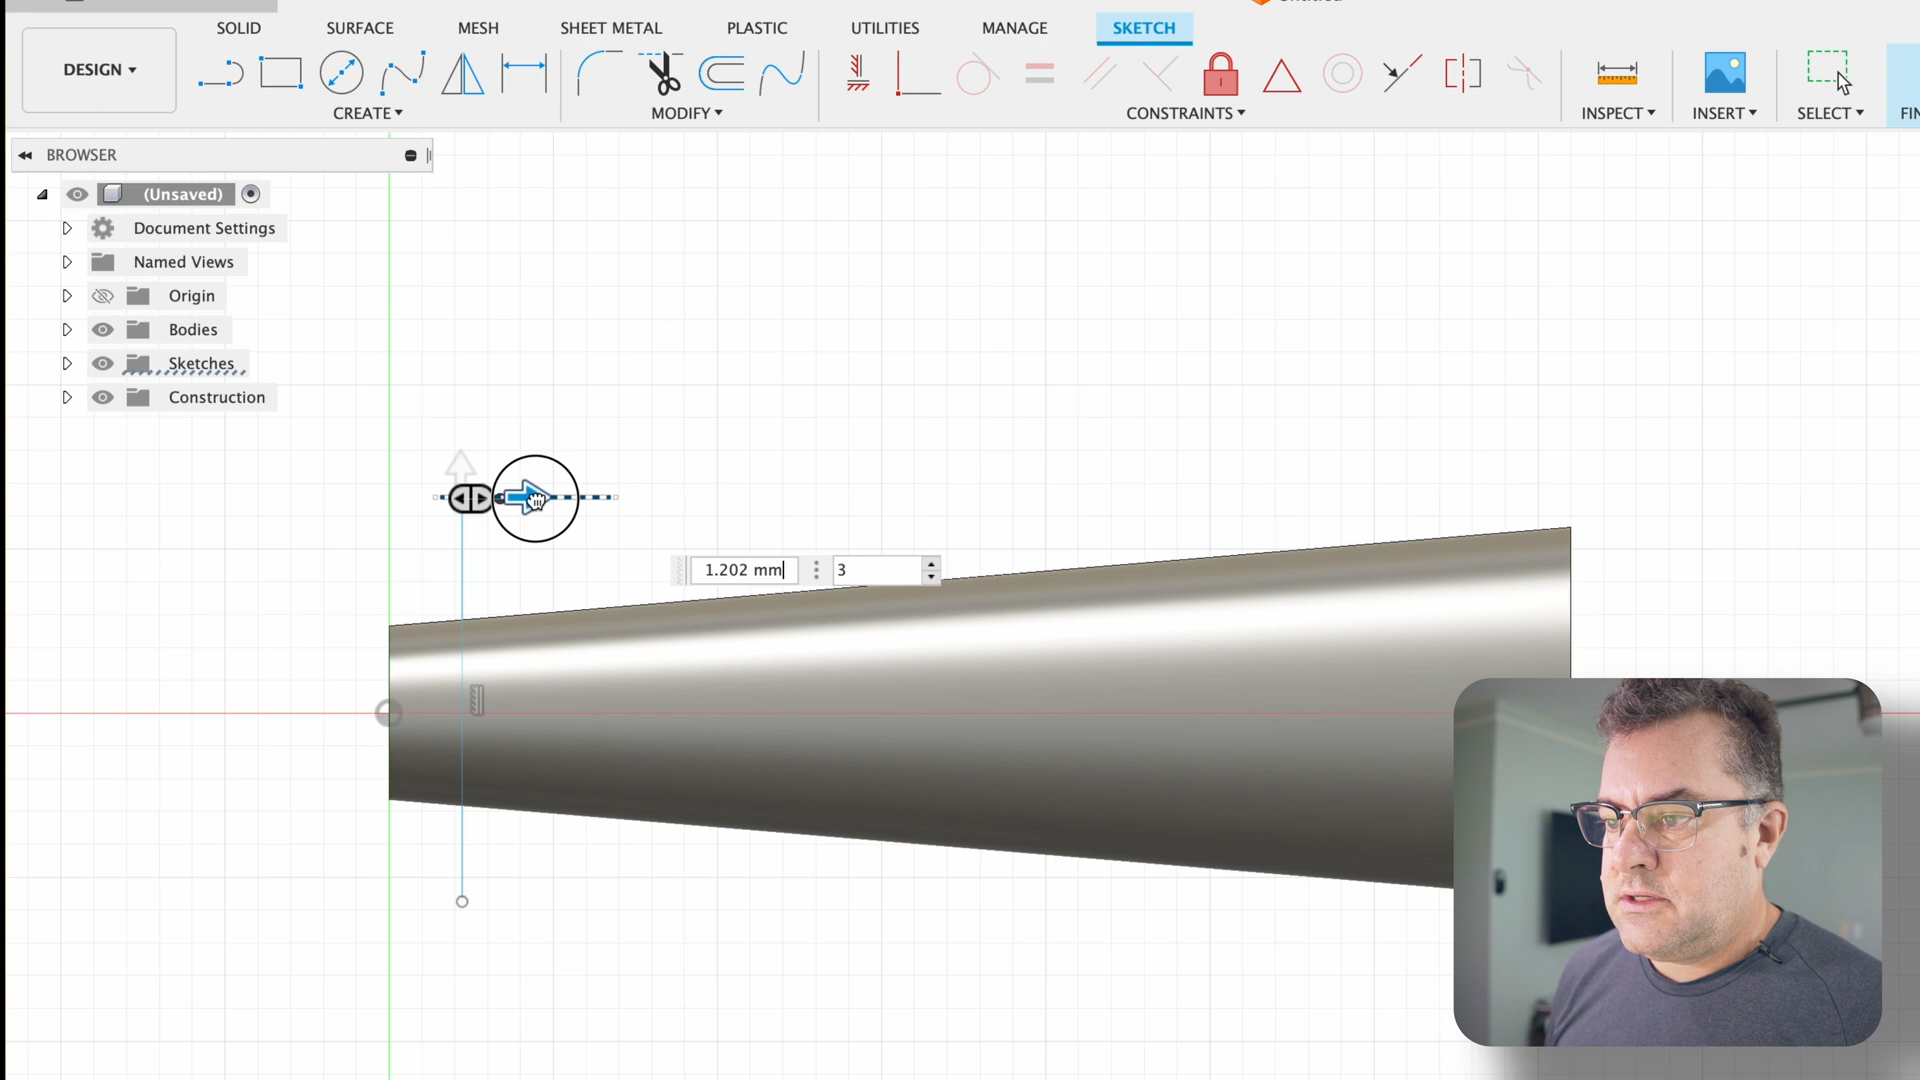 SOLID SURFACE MESH SHEET METAL PLASTIC UTILITIES MANAGE SKETCH
DESIGN
CREATE MODIFY CONSTRAINTS INSPECT INSERT SELECT
BROWSER
(Unsaved)
Document Settings
Named Views
Origin
Bodies
Sketches
Construction
1.202 mm 3